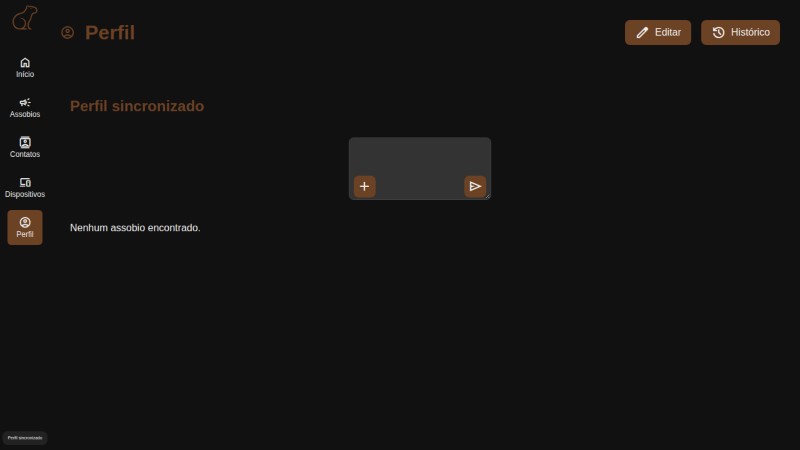 Perfil
Editar
Histórico
Início
Assobios
Contatos
Dispositivos
Perfil
Perfil sincronizado
Nenhum assobio encontrado.
Perfil sincronizado